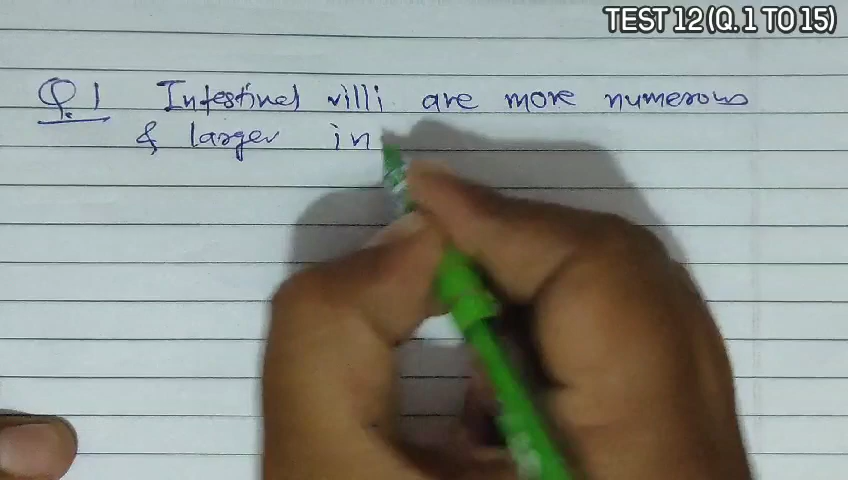 TEST 12 (Q. 1 TO 15)
Q.1 Intestinal villi are more numerous
& larger in